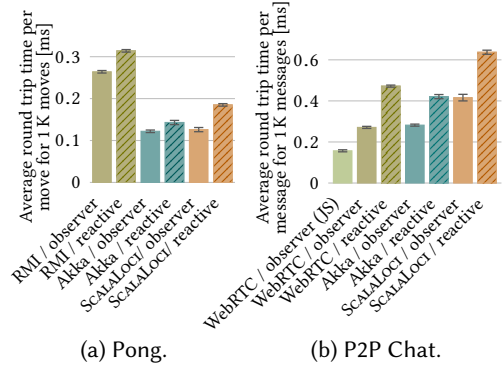 Average round trip time per
move for 1 K moves [ms]
0.3
0.2
0.1
0
RMI / observer
RMI / reactive
Akka / observer
Akka / reactive
ScalaLoci / observer
ScalaLoci / reactive
(a) Pong.
Average round trip time per
message for 1 K messages [ms]
0.6
0.4
0.2
0
WebRTC / observer (JS)
WebRTC / observer
WebRTC / reactive
Akka / observer
Akka / reactive
ScalaLoci / observer
ScalaLoci / reactive
(b) P2P Chat.